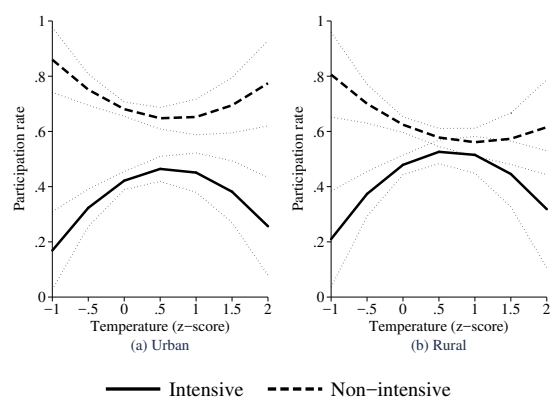 Participation rate
1
.8
.6
.4
.2
0
−1 −.5 0 .5 1 1.5 2
Temperature (z−score)
(a) Urban
Participation rate
1
.8
.6
.4
.2
0
−1 −.5 0 .5 1 1.5 2
Temperature (z−score)
(b) Rural
Intensive Non−intensive